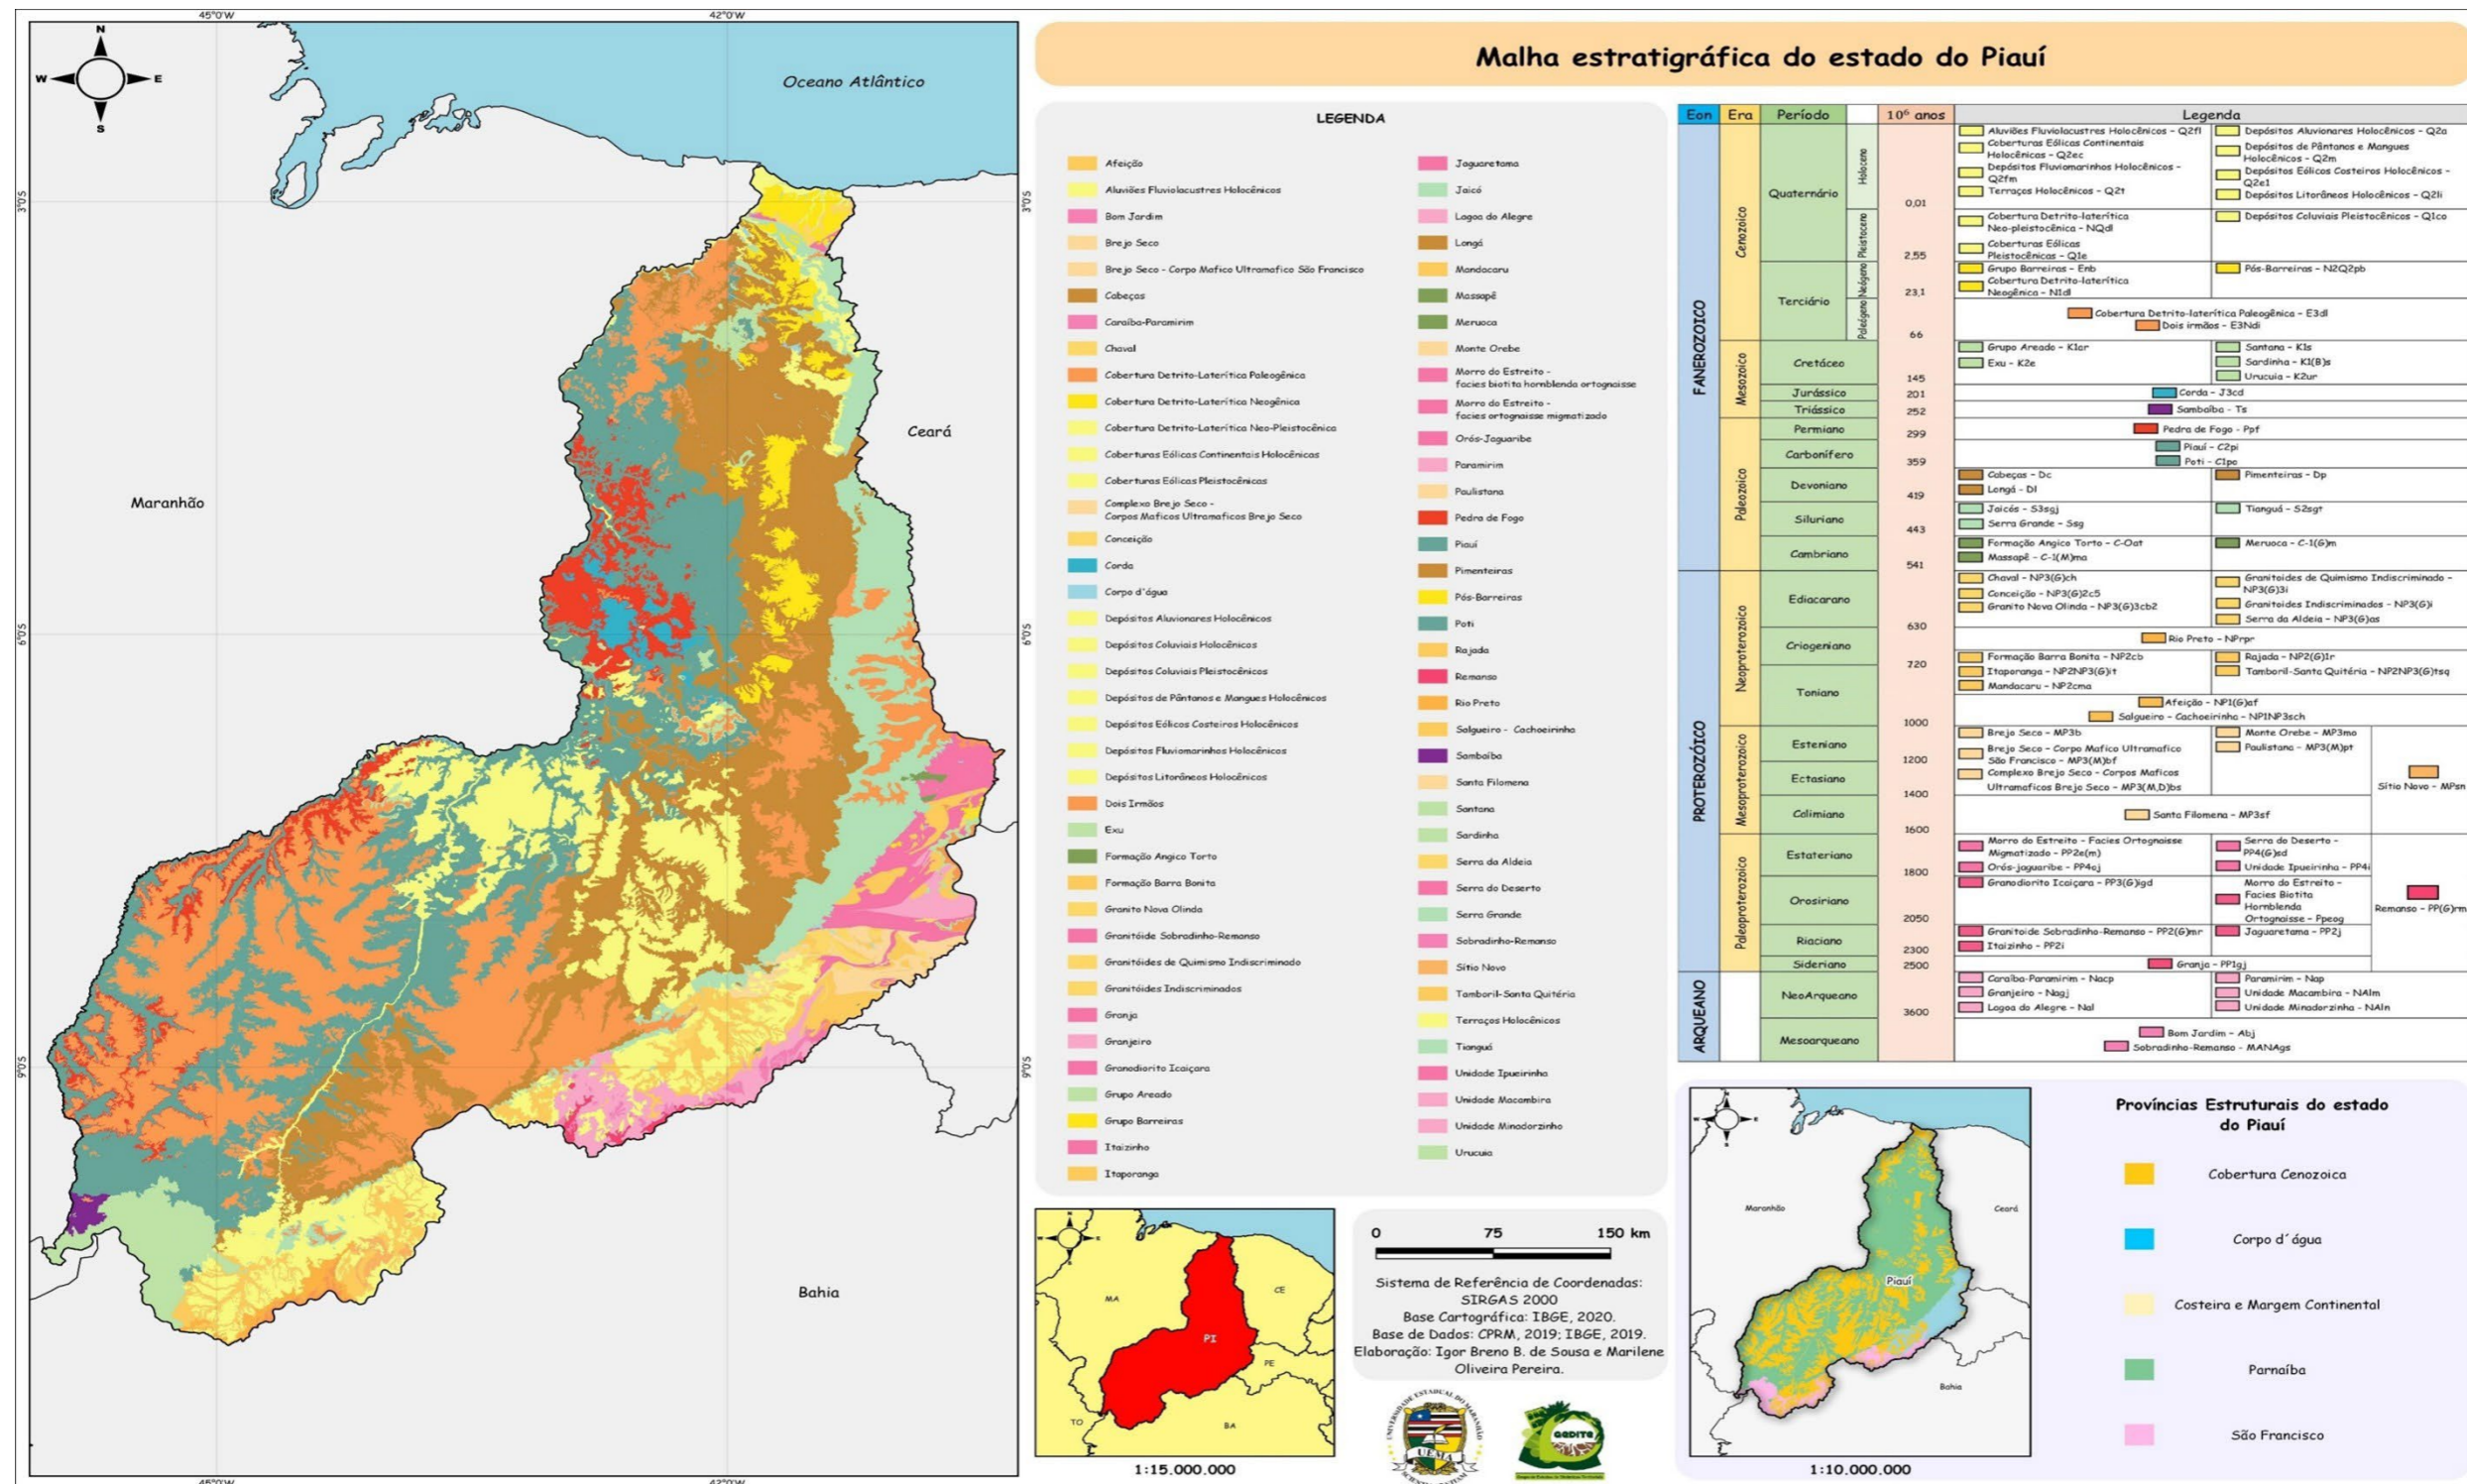 45°0'W
42°0'W
N
W
E
S
Oceano Atlântico
3°0'S
3°0'S
Ceará
Maranhão
6°0'S
6°0'S
9°0'S
9°0'S
Bahia
45°0'W
42°0'W
Malha estratigráfica do estado do Piauí
LEGENDA
Afeição
Aluviões Fluviolacustres Holocênicos
Bom Jardim
Brejo Seco
Brejo Seco - Corpo Mafico Ultramafico São Francisco
Cabeças
Caraíba-Paramirim
Chaval
Cobertura Detrito-Laterítica Paleogênica
Cobertura Detrito-Laterítica Neogênica
Cobertura Detrito-Laterítica Neo-Pleistocênica
Coberturas Eólicas Continentais Holocênicas
Coberturas Eólicas Pleistocênicas
Complexo Brejo Seco -
Corpos Maficos Ultramaficos Brejo Seco
Conceição
Corda
Corpo d'água
Depósitos Aluvionares Holocênicos
Depósitos Coluviais Holocênicos
Depósitos Coluviais Pleistocênicos
Depósitos de Pântanos e Mangues Holocênicos
Depósitos Eólicos Costeiros Holocênicos
Depósitos Fluviomarinhos Holocênicos
Depósitos Litorâneos Holocênicos
Dois Irmãos
Exu
Formação Angico Torto
Formação Barra Bonita
Granito Nova Olinda
Granitóide Sobradinho-Remanso
Granitóides de Quimismo Indiscriminado
Granitóides Indiscriminados
Granja
Granjeiro
Granodiorito Icaiçara
Grupo Areado
Grupo Barreiras
Itaizinho
Itaporanga
Jaguaretama
Jaicó
Lagoa do Alegre
Longá
Mandacaru
Massapê
Meruoca
Monte Orebe
Morro do Estreito -
facies biotita hornblenda ortognaisse
Morro do Estreito -
facies ortognaisse migmatizado
Orós-Jaguaribe
Paramirim
Paulistana
Pedra de Fogo
Piauí
Pimenteiras
Pós-Barreiras
Poti
Rajada
Remanso
Rio Preto
Salgueiro - Cachoeirinha
Sambaíba
Santa Filomena
Santana
Sardinha
Serra da Aldeia
Serra do Deserto
Serra Grande
Sobradinho-Remanso
Sítio Novo
Tamboril-Santa Quitéria
Terraços Holocênicos
Tianguá
Unidade Ipueirinha
Unidade Macambira
Unidade Minadorzinho
Urucuia
Eon Era Período 10⁶ anos Legenda
FANEROZOICO
Cenozoico
Quaternário
Holoceno
0,01
Aluviões Fluviolacustres Holocênicos - Q2fl
Coberturas Eólicas Continentais
Holocênicas - Q2ec
Depósitos Fluviomarinhos Holocênicos -
Q2fm
Terraços Holocênicos - Q2t
Depósitos Aluvionares Holocênicos - Q2a
Depósitos de Pântanos e Mangues
Holocênicos - Q2m
Depósitos Eólicos Costeiros Holocênicos -
Q2e1
Depósitos Litorâneos Holocênicos - Q2li
Pleistoceno
2,55
Cobertura Detrito-laterítica
Neo-pleistocênica - NQdl
Coberturas Eólicas
Pleistocênicas - Q1e
Depósitos Coluviais Pleistocênicos - Q1co
Terciário
Neógeno
23,1
Grupo Barreiras - Enb
Cobertura Detrito-laterítica
Neogênica - N1dl
Pós-Barreiras - N2Q2pb
Paleógeno
66
Cobertura Detrito-laterítica Paleogênica - E3dl
Dois irmãos - E3Ndi
Mesozoico
Cretáceo
145
Grupo Areado - K1ar
Exu - K2e
Santana - K1s
Sardinha - K1(B)s
Urucuia - K2ur
Jurássico
201
Corda - J3cd
Triássico
252
Sambaíba - Ts
Paleozoico
Permiano
299
Pedra de Fogo - Ppf
Carbonífero
359
Piauí - C2pi
Poti - C1po
Devoniano
419
Cabeças - Dc
Longá - Dl
Pimenteiras - Dp
Siluriano
443
Jaicós - S3sgj
Serra Grande - Ssg
Tianguá - S2sgt
Cambriano
541
Formação Angico Torto - C-Oat
Massapê - C-1(M)ma
Meruoca - C-1(G)m
PROTEROZÓICO
Neoproterozoico
Ediacarano
630
Chaval - NP3(G)ch
Conceição - NP3(G)2c5
Granito Nova Olinda - NP3(G)3cb2
Granitoides de Quimismo Indiscriminado -
NP3(G)3i
Granitoides Indiscriminados - NP3(G)i
Serra da Aldeia - NP3(G)as
Criogeniano
720
Rio Preto - NPrpr
Toniano
1000
Formação Barra Bonita - NP2cb
Itaporanga - NP2NP3(G)it
Mandacaru - NP2cma
Rajada - NP2(G)1r
Tamboril-Santa Quitéria - NP2NP3(G)tsq
Afeição - NP1(G)af
Salgueiro - Cachoeirinha - NP1NP3sch
Mesoproterozoico
Esteniano
1200
Ectasiano
1400
Brejo Seco - MP3b
Brejo Seco - Corpo Mafico Ultramafico
São Francisco - MP3(M)bf
Complexo Brejo Seco - Corpos Maficos
Ultramaficos Brejo Seco - MP3(M,D)bs
Monte Orebe - MP3mo
Paulistana - MP3(M)pt
Sítio Novo - MPsn
Calimiano
1600
Santa Filomena - MP3sf
Paleoproterozoico
Estateriano
1800
Morro do Estreito - Facies Ortognaisse
Migmatizado - PP2e(m)
Orós-jaguaribe - PP4oj
Serra do Deserto -
PP4(G)sd
Unidade Ipueirinha - PP4i
Orosiriano
2050
Granodiorito Icaiçara - PP3(G)igd
Morro do Estreito -
Facies Biotita
Hornblenda
Ortognaisse - Ppeog
Remanso - PP(G)rm
Riaciano
2300
Granitoide Sobradinho-Remanso - PP2(G)mr
Itaizinho - PP2i
Jaguaretama - PP2j
Sideriano
2500
Granja - PP1gj
ARQUEANO
NeoArqueano
3600
Caraíba-Paramirim - Nacp
Granjeiro - Nagj
Lagoa do Alegre - Nal
Paramirim - Nap
Unidade Macambira - NAlm
Unidade Minadorzinha - NAln
Mesoarqueano
Bom Jardim - Abj
Sobradinho-Remanso - MANAgs
MA
CE
PI
PE
TO
BA
1:15.000.000
0 75 150 km
Sistema de Referência de Coordenadas:
SIRGAS 2000
Base Cartográfica: IBGE, 2020.
Base de Dados: CPRM, 2019; IBGE, 2019.
Elaboração: Igor Breno B. de Sousa e Marilene
Oliveira Pereira.
UNIVERSIDADE ESTADUAL DO MARANHÃO
UEMA
GEDITE
Maranhão
Ceará
Piauí
Bahia
1:10.000.000
Províncias Estruturais do estado
do Piauí
Cobertura Cenozoica
Corpo d´água
Costeira e Margem Continental
Parnaíba
São Francisco